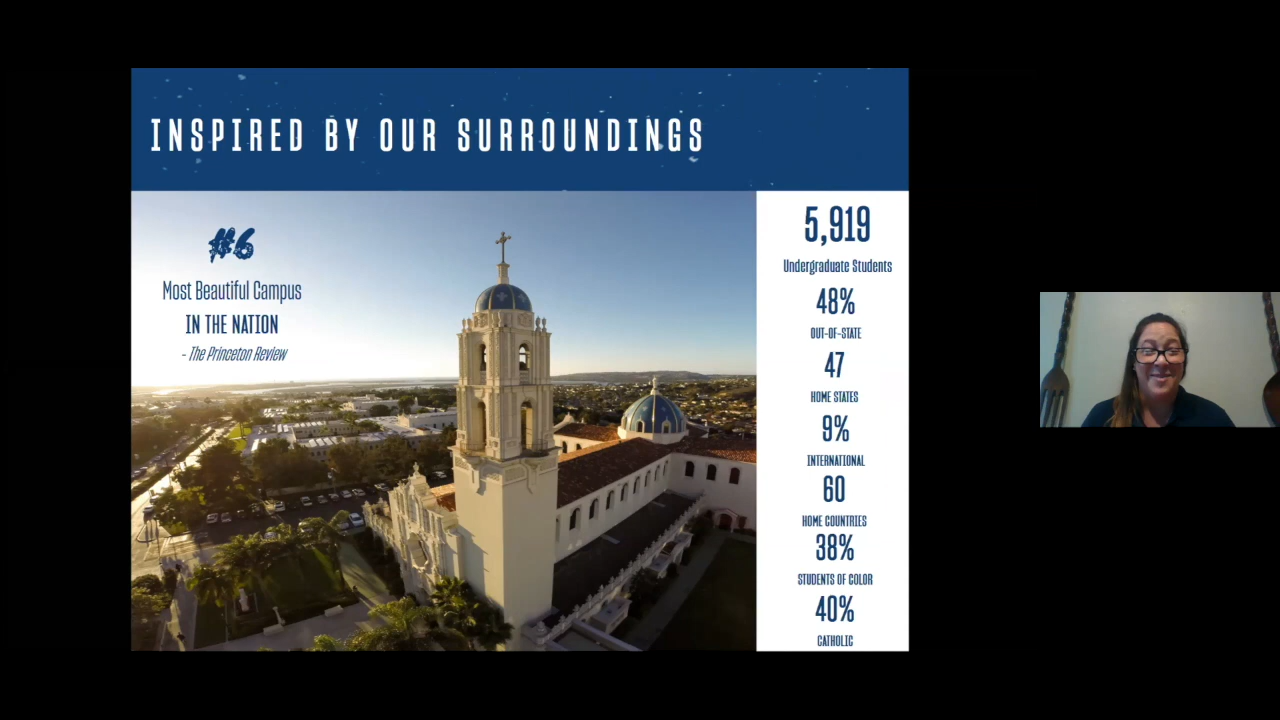 INSPIRED BY OUR SURROUNDINGS
#6
Most Beautiful Campus
IN THE NATION
- The Princeton Review
5,919
Undergraduate Students
48%
OUT-OF-STATE
47
HOME STATES
9%
INTERNATIONAL
60
HOME COUNTRIES
38%
STUDENTS OF COLOR
40%
CATHOLIC